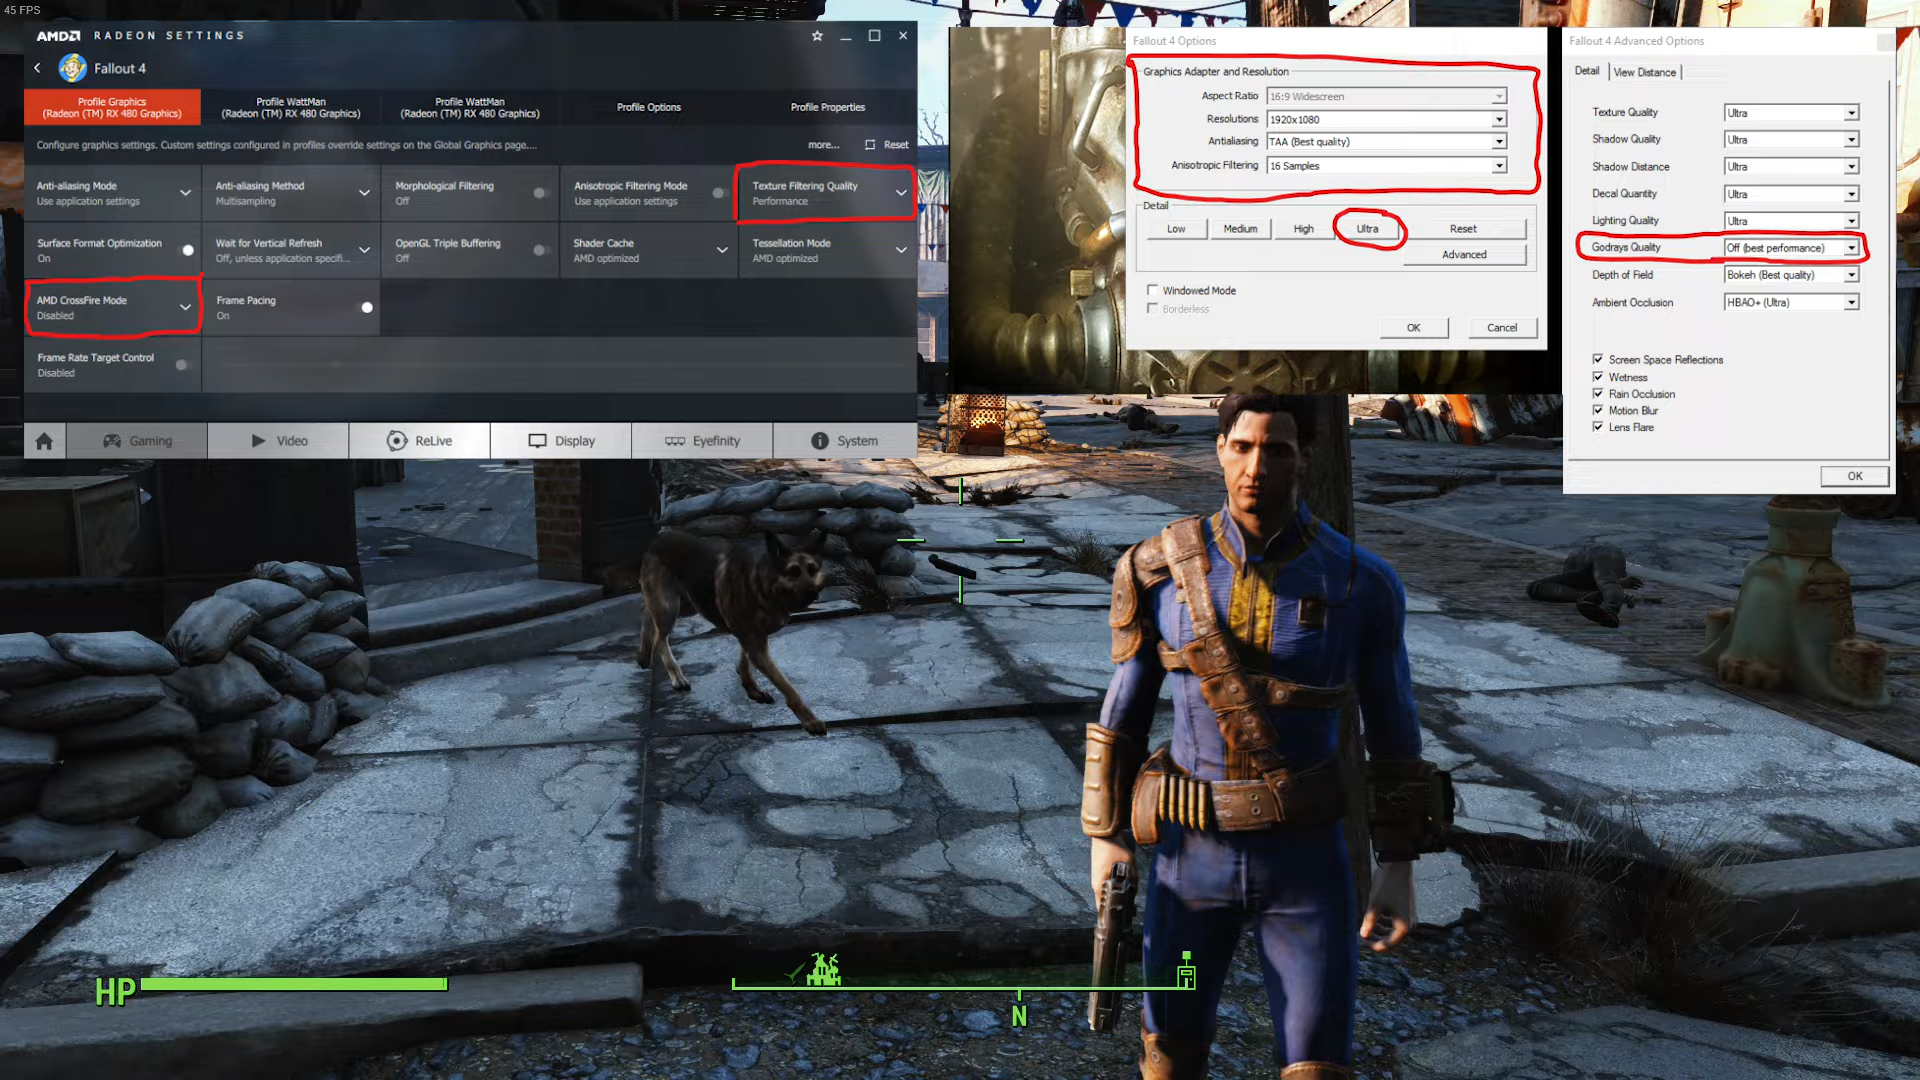 45 FPS
AMD RADEON SETTINGS
Fallout 4
Profile Graphics
(Radeon (TM) RX 480 Graphics)
Profile WattMan
(Radeon (TM) RX 480 Graphics)
Profile WattMan
(Radeon (TM) RX 480 Graphics)
Profile Options
Profile Properties
Configure graphics settings. Custom settings configured in profiles override settings on the Global Graphics page....
more...
Reset
Anti-aliasing Mode
Use application settings
Anti-aliasing Method
Multisampling
Morphological Filtering
Off
Anisotropic Filtering Mode
Use application settings
Texture Filtering Quality
Performance
Surface Format Optimization
On
Wait for Vertical Refresh
Off, unless application specifi...
OpenGL Triple Buffering
Off
Shader Cache
AMD optimized
Tessellation Mode
AMD optimized
AMD CrossFire Mode
Disabled
Frame Pacing
On
Frame Rate Target Control
Disabled
Gaming
Video
ReLive
Display
Eyefinity
System
Fallout 4 Options
Graphics Adapter and Resolution
Aspect Ratio 16:9 Widescreen
Resolutions 1920x1080
Antialiasing TAA (Best quality)
Anisotropic Filtering 16 Samples
Detail
Low
Medium
High
Ultra
Reset
Advanced
Windowed Mode
Borderless
OK
Cancel
Fallout 4 Advanced Options
Detail
View Distance
Texture Quality Ultra
Shadow Quality Ultra
Shadow Distance Ultra
Decal Quantity Ultra
Lighting Quality Ultra
Godrays Quality Off (best performance)
Depth of Field Bokeh (Best quality)
Ambient Occlusion HBAO+ (Ultra)
Screen Space Reflections
Wetness
Rain Occlusion
Motion Blur
Lens Flare
OK
HP
N